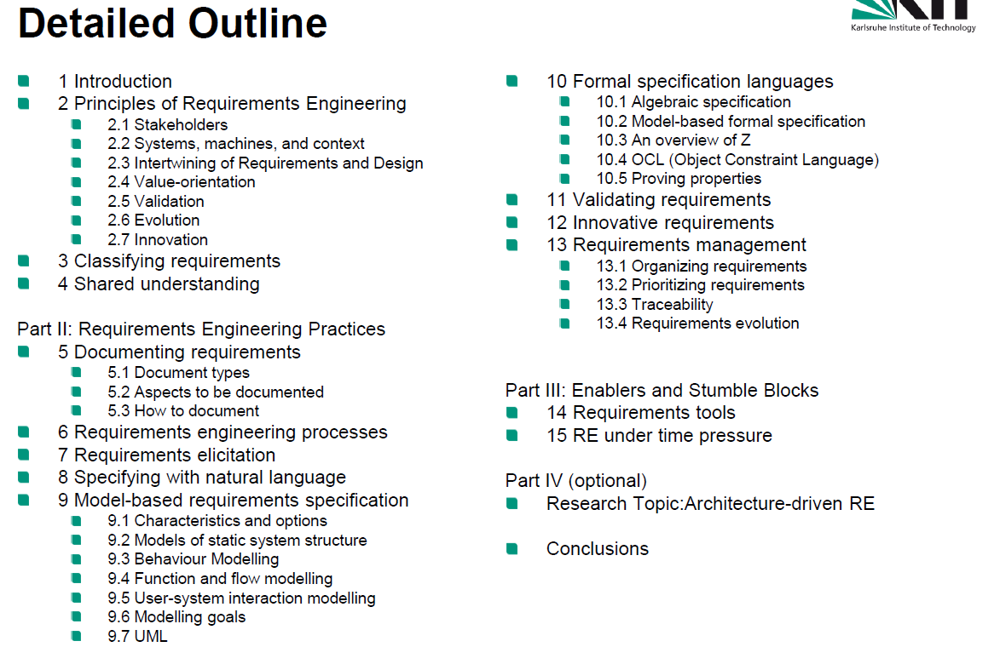 Detailed Outline
Karlsruhe Institute of Technology
1 Introduction
2 Principles of Requirements Engineering
2.1 Stakeholders
2.2 Systems, machines, and context
2.3 Intertwining of Requirements and Design
2.4 Value-orientation
2.5 Validation
2.6 Evolution
2.7 Innovation
3 Classifying requirements
4 Shared understanding
Part II: Requirements Engineering Practices
5 Documenting requirements
5.1 Document types
5.2 Aspects to be documented
5.3 How to document
6 Requirements engineering processes
7 Requirements elicitation
8 Specifying with natural language
9 Model-based requirements specification
9.1 Characteristics and options
9.2 Models of static system structure
9.3 Behaviour Modelling
9.4 Function and flow modelling
9.5 User-system interaction modelling
9.6 Modelling goals
9.7 UML
10 Formal specification languages
10.1 Algebraic specification
10.2 Model-based formal specification
10.3 An overview of Z
10.4 OCL (Object Constraint Language)
10.5 Proving properties
11 Validating requirements
12 Innovative requirements
13 Requirements management
13.1 Organizing requirements
13.2 Prioritizing requirements
13.3 Traceability
13.4 Requirements evolution
Part III: Enablers and Stumble Blocks
14 Requirements tools
15 RE under time pressure
Part IV (optional)
Research Topic:Architecture-driven RE
Conclusions